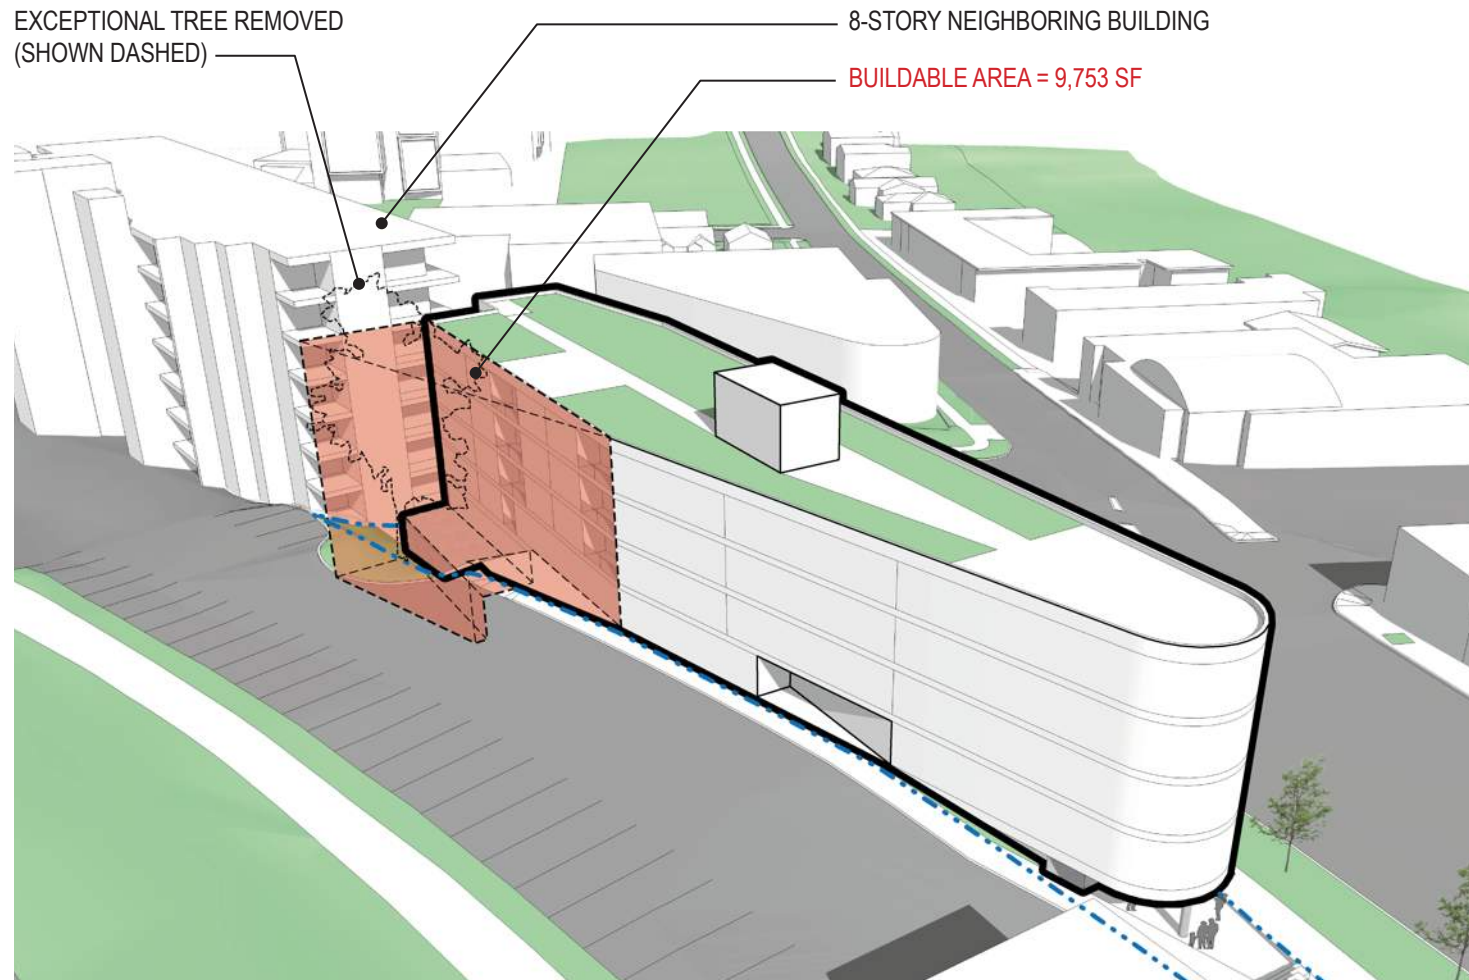 EXCEPTIONAL TREE REMOVED
(SHOWN DASHED)
8-STORY NEIGHBORING BUILDING
BUILDABLE AREA = 9,753 SF